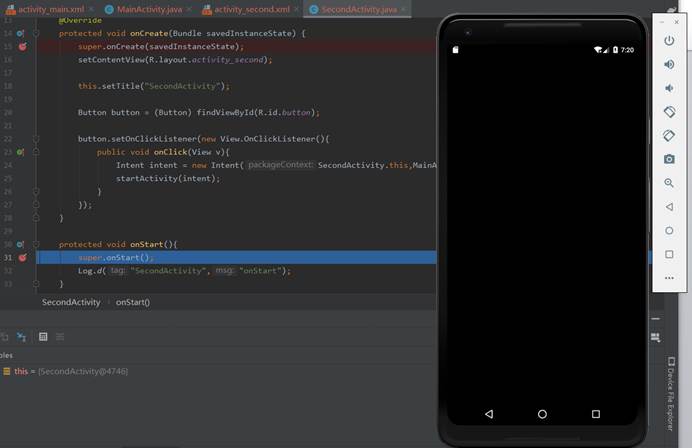 activity_main.xml MainActivity.java activity_second.xml SecondActivity.java
13 @Override
14 protected void onCreate(Bundle savedInstanceState) {
15 super.onCreate(savedInstanceState);
16 setContentView(R.layout.activity_second);
17
18 this.setTitle("SecondActivity");
19
20 Button button = (Button) findViewById(R.id.button);
21
22 button.setOnClickListener(new View.OnClickListener(){
23 public void onClick(View v){
24 Intent intent = new Intent( packageContext: SecondActivity.this,MainA
25 startActivity(intent);
26 }
27 });
28 }
29
30 protected void onStart(){
31 super.onStart();
32 Log.d( tag: "SecondActivity", msg: "onStart");
33 }
SecondActivity onStart()
bles
this = {SecondActivity@4746}
7:20
Device File Explorer